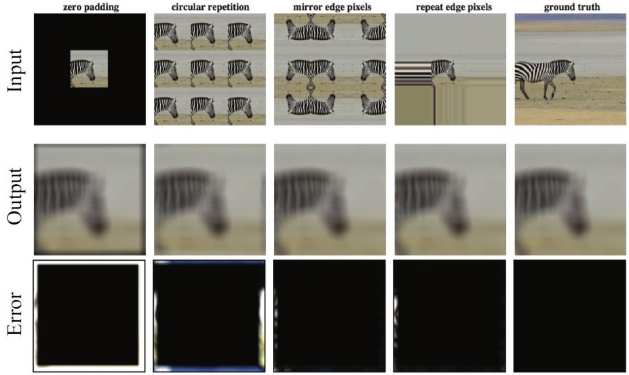 zero padding
circular repetition
mirror edge pixels
repeat edge pixels
ground truth
Input
Output
Error